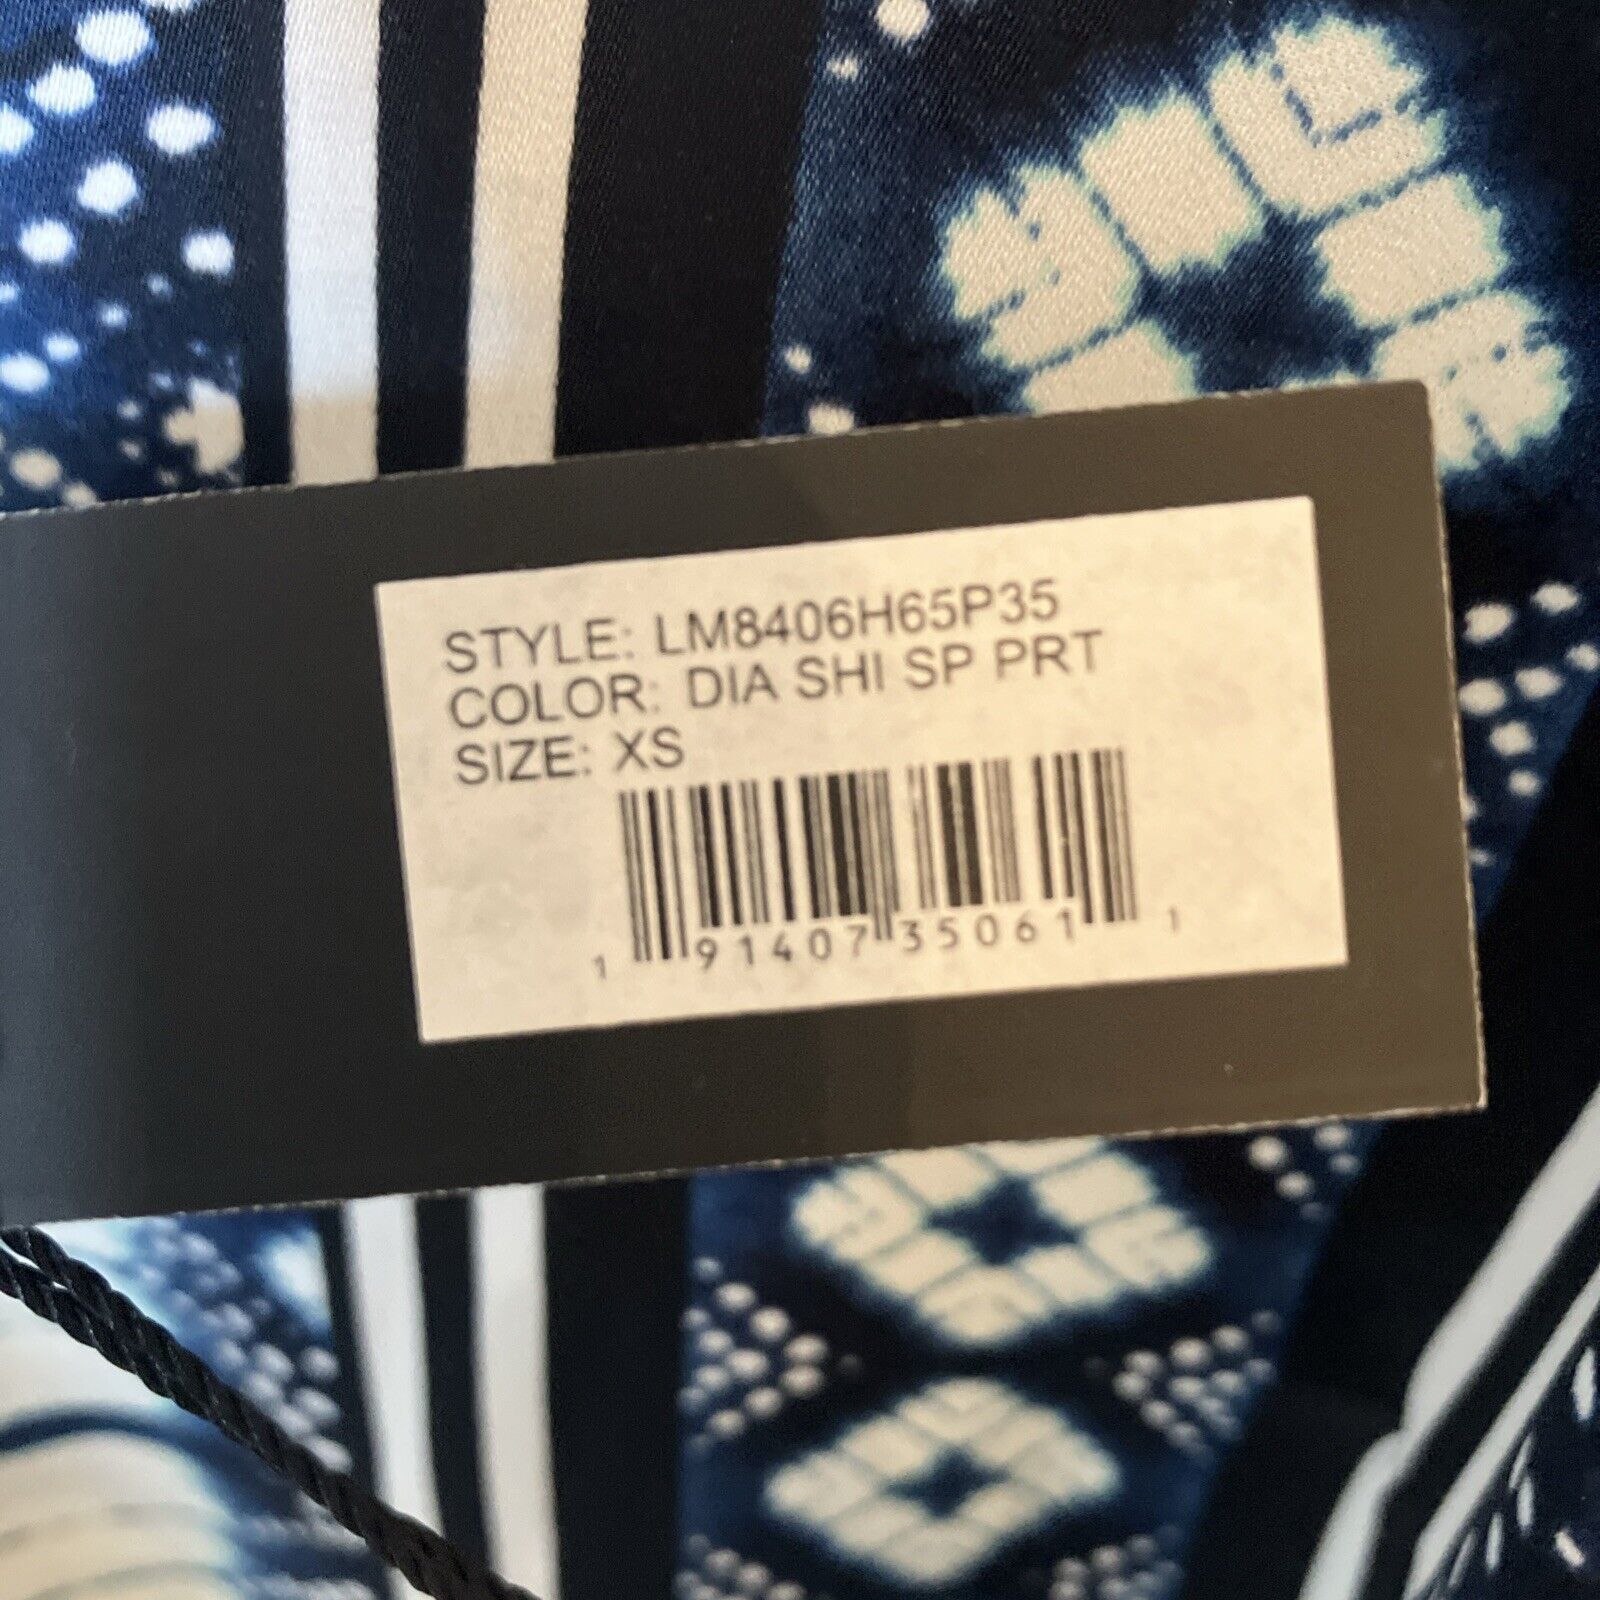 STYLE: LM8406H65P35
COLOR: DIA SHI SP PRT
SIZE: XS
1 91407 35061 1